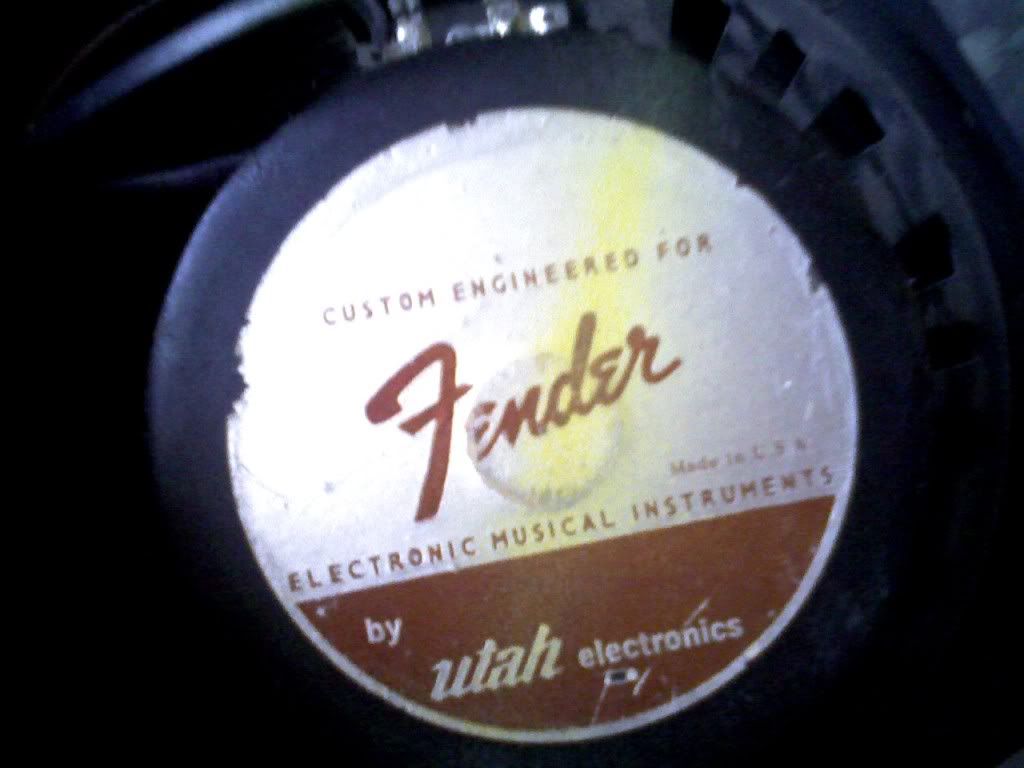 CUSTOM ENGINEERED FOR
Fender
Made in U.S.A
ELECTRONIC MUSICAL INSTRUMENTS
by
utah electronics